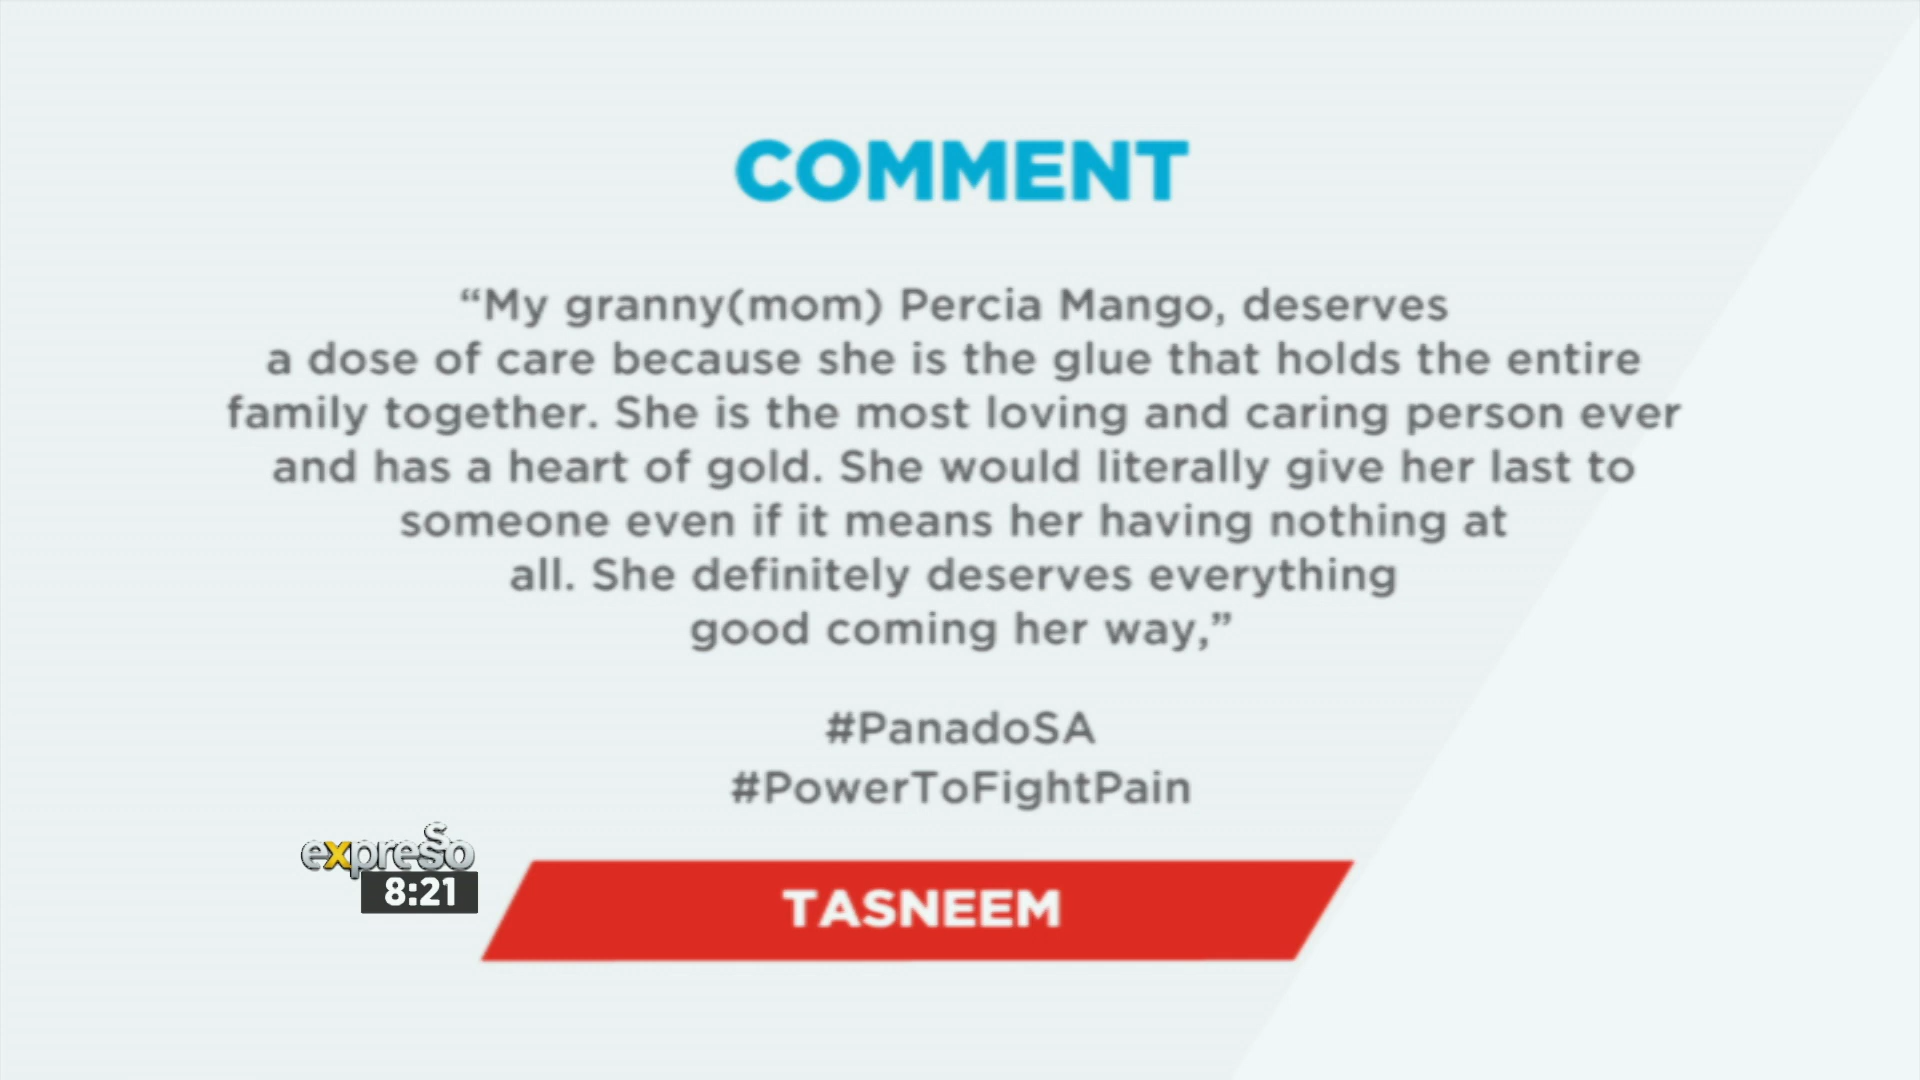 COMMENT
“My granny(mom) Percia Mango, deserves
a dose of care because she is the glue that holds the entire
family together. She is the most loving and caring person ever
and has a heart of gold. She would literally give her last to
someone even if it means her having nothing at
all. She definitely deserves everything
good coming her way,”
#PanadoSA
#PowerToFightPain
expresso
8:21
TASNEEM